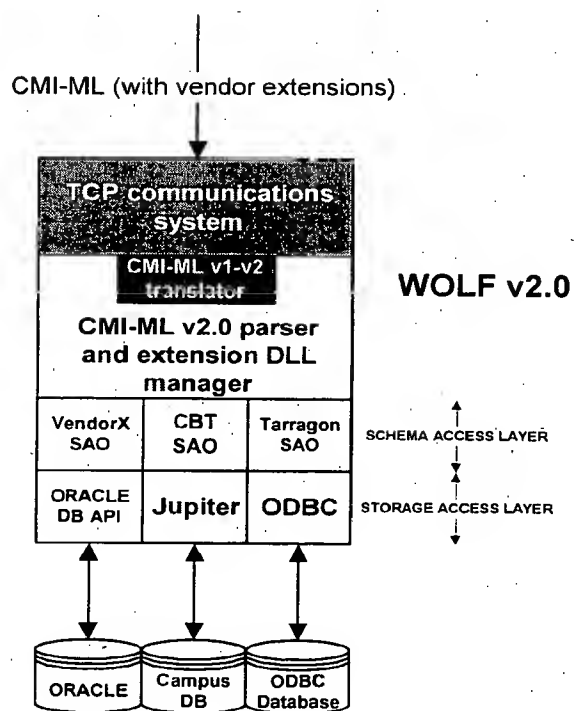 CMI-ML (with vendor extensions)
TCP communications
system
CMI-ML v1-v2
translator
WOLF v2.0
CMI-ML v2.0 parser
and extension DLL
manager
VendorX
SAO
CBT
SAO
Tarragon
SAO
SCHEMA ACCESS LAYER
ORACLE
DB API
Jupiter
ODBC
STORAGE ACCESS LAYER
ORACLE
Campus
DB
ODBC
Database